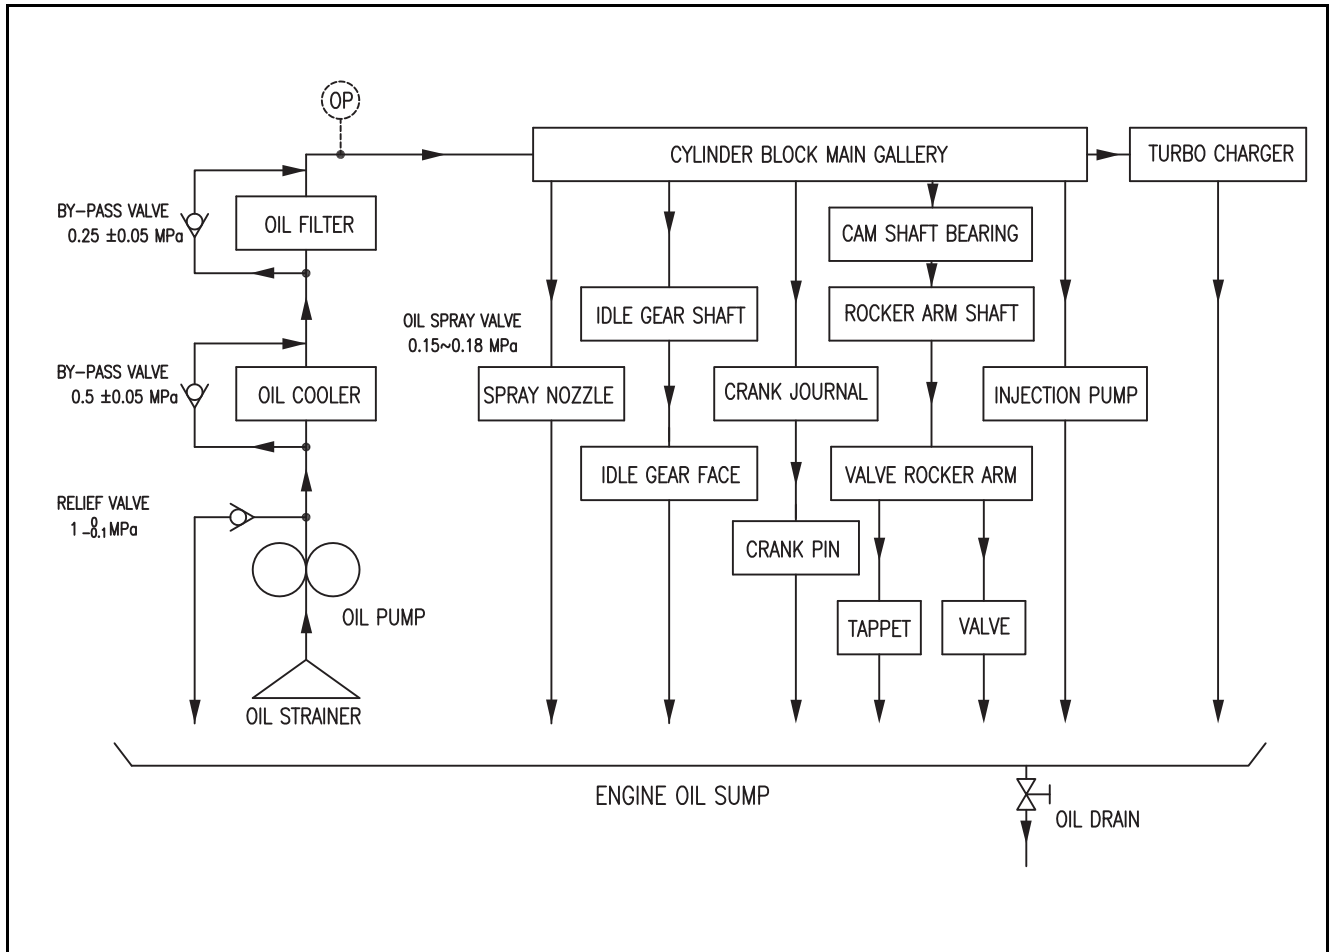 OP
CYLINDER BLOCK MAIN GALLERY
TURBO CHARGER
BY-PASS VALVE
0.25 ±0.05 MPa
OIL FILTER
CAM SHAFT BEARING
IDLE GEAR SHAFT
ROCKER ARM SHAFT
OIL SPRAY VALVE
0.15~0.18 MPa
BY-PASS VALVE
0.5 ±0.05 MPa
OIL COOLER
SPRAY NOZZLE
CRANK JOURNAL
INJECTION PUMP
IDLE GEAR FACE
VALVE ROCKER ARM
RELIEF VALVE
1 0 -0.1 MPa
CRANK PIN
OIL PUMP
TAPPET
VALVE
OIL STRAINER
ENGINE OIL SUMP
OIL DRAIN